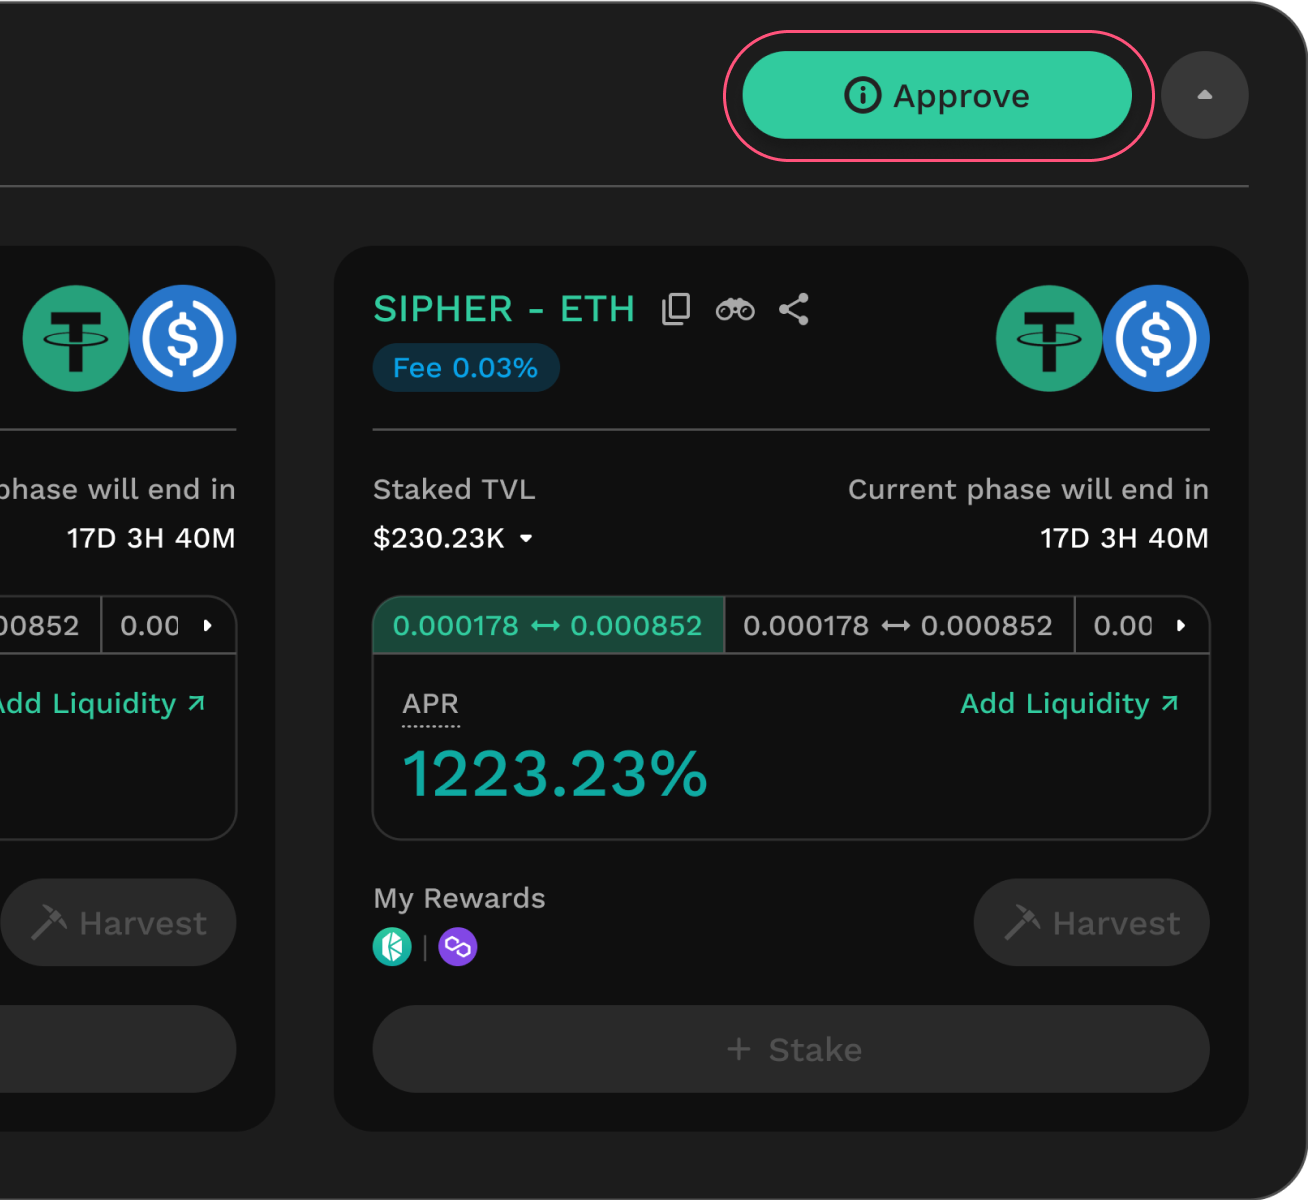 Approve
phase will end in
17D 3H 40M
00852 0.00
Add Liquidity
Harvest
SIPHER - ETH
Fee 0.03%
Staked TVL Current phase will end in
$230.23K 17D 3H 40M
0.000178 ↔ 0.000852 0.000178 ↔ 0.000852 0.00
APR Add Liquidity
1223.23%
My Rewards
Harvest
+ Stake